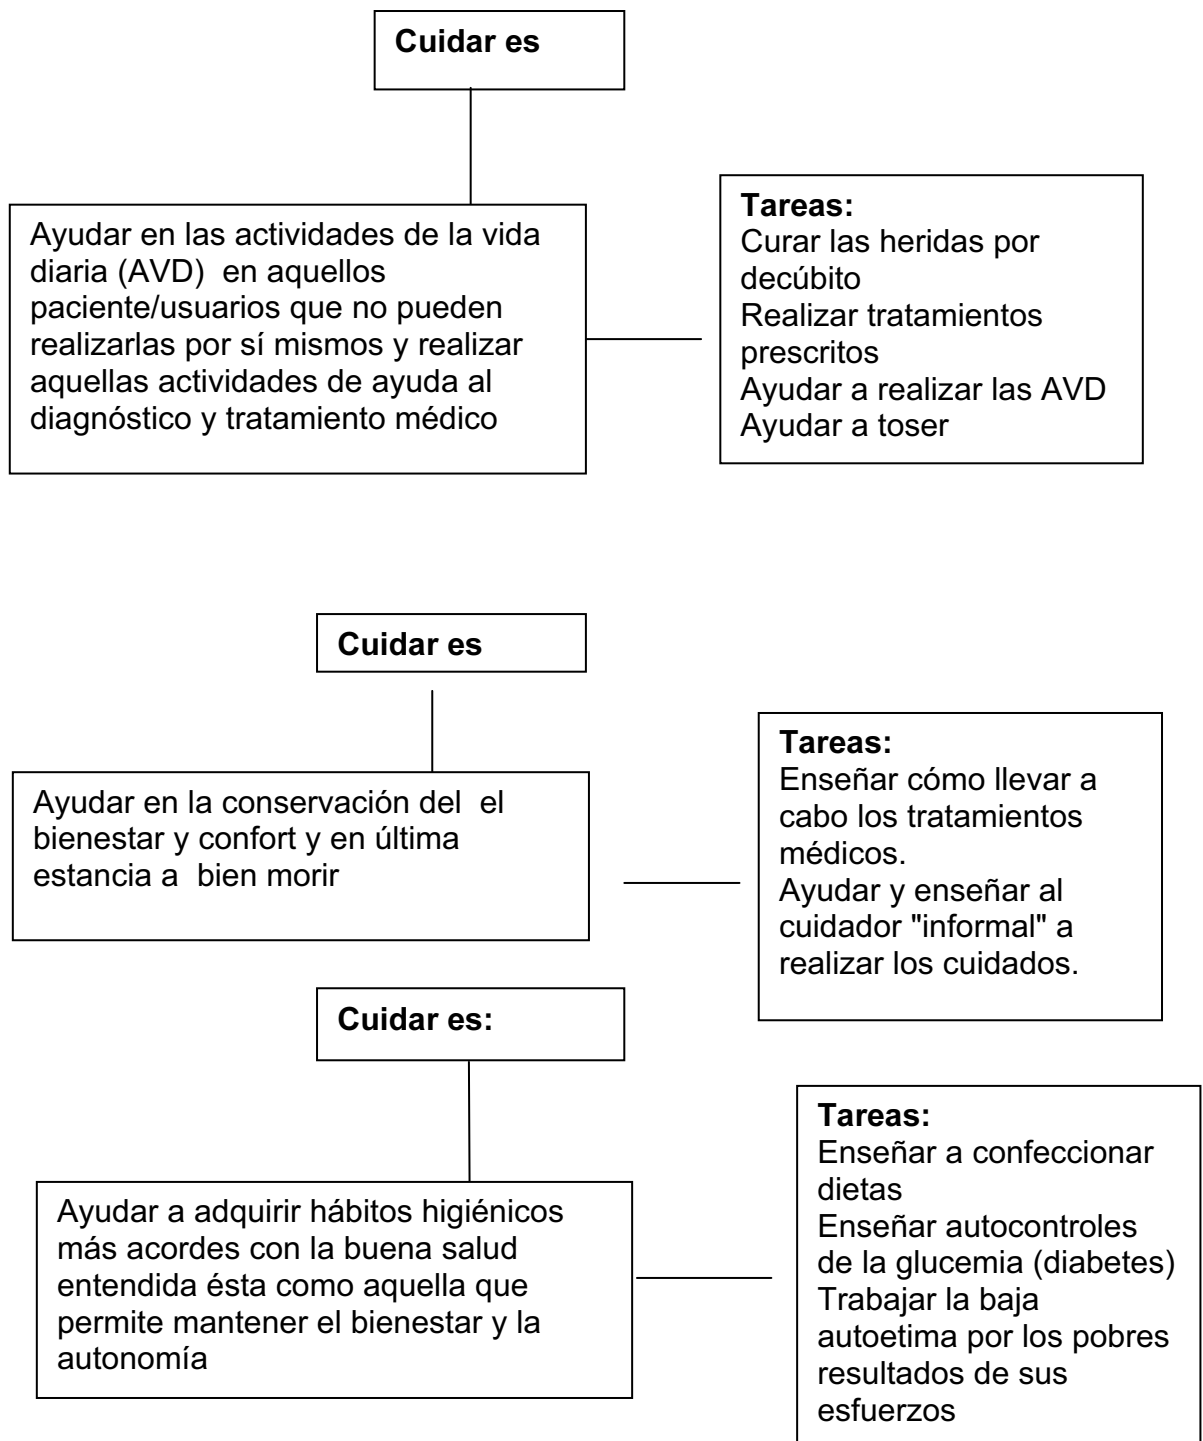 Cuidar es
Ayudar en las actividades de la vida
diaria (AVD)  en aquellos
paciente/usuarios que no pueden
realizarlas por sí mismos y realizar
aquellas actividades de ayuda al
diagnóstico y tratamiento médico
Tareas:
Curar las heridas por
decúbito
Realizar tratamientos
prescritos
Ayudar a realizar las AVD
Ayudar a toser
Cuidar es
Ayudar en la conservación del  el
bienestar y confort y en última
estancia a  bien morir
Tareas:
Enseñar cómo llevar a
cabo los tratamientos
médicos.
Ayudar y enseñar al
cuidador "informal" a
realizar los cuidados.
Cuidar es:
Ayudar a adquirir hábitos higiénicos
más acordes con la buena salud
entendida ésta como aquella que
permite mantener el bienestar y la
autonomía
Tareas:
Enseñar a confeccionar
dietas
Enseñar autocontroles
de la glucemia (diabetes)
Trabajar la baja
autoetima por los pobres
resultados de sus
esfuerzos